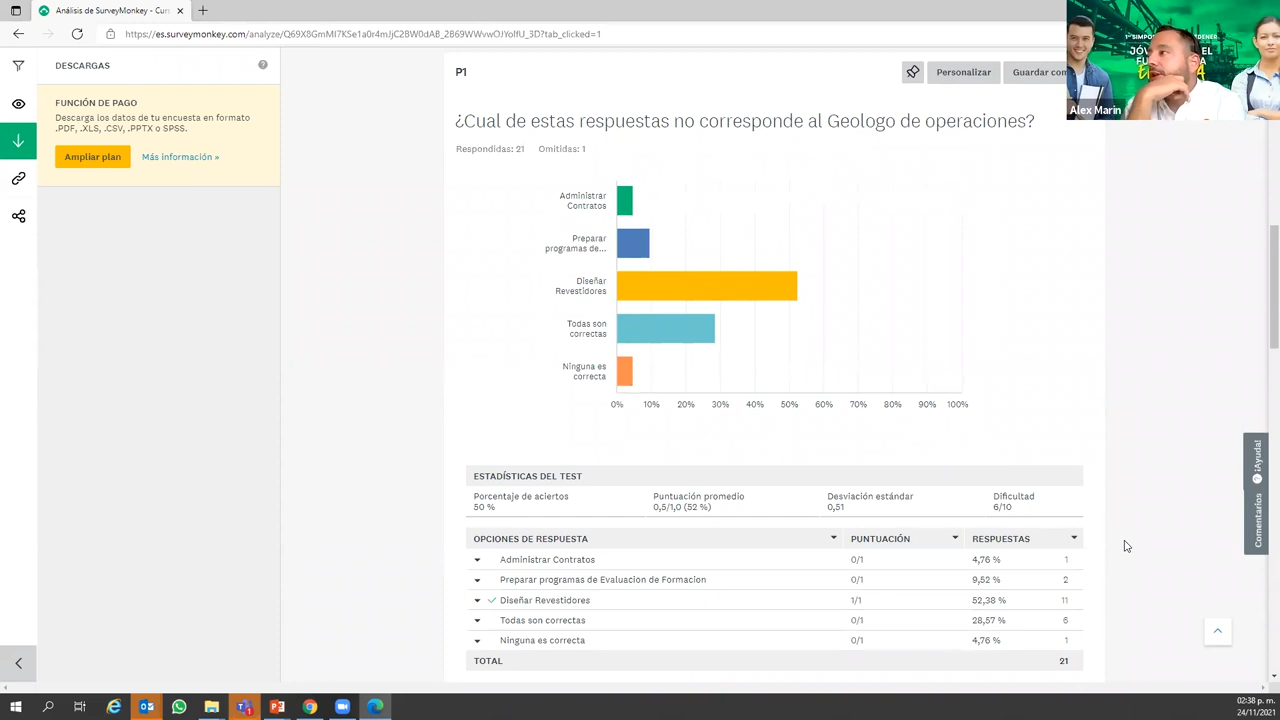 Análisis de SurveyMonkey - Curs
https://es.surveymonkey.com/analyze/Q69X8GmMI7KSe1a0r4mJjC2BW0dAB_2B69WWvwOJYolfU_3D?tab_clicked=1
DESCARGAS
FUNCIÓN DE PAGO
Descarga los datos de tu encuesta en formato
.PDF, .XLS, .CSV, .PPTX o SPSS.
Ampliar plan
Más información »
P1
Personalizar
Guardar com
Alex Marin
¿Cual de estas respuestas no corresponde al Geologo de operaciones?
Respondidas: 21 Omitidas: 1
Administrar
Contratos
Preparar
programas de...
Diseñar
Revestidores
Todas son
correctas
Ninguna es
correcta
0% 10% 20% 30% 40% 50% 60% 70% 80% 90% 100%
ESTADÍSTICAS DEL TEST
Porcentaje de aciertos Puntuación promedio Desviación estándar Dificultad
50 % 0,5/1,0 (52 %) 0,51 6/10
OPCIONES DE RESPUESTA PUNTUACIÓN RESPUESTAS
Administrar Contratos 0/1 4,76 % 1
Preparar programas de Evaluacion de Formacion 0/1 9,52 % 2
Diseñar Revestidores 1/1 52,38 % 11
Todas son correctas 0/1 28,57 % 6
Ninguna es correcta 0/1 4,76 % 1
TOTAL 21
¡Ayuda!
Comentarios
02:38 p. m.
24/11/2021